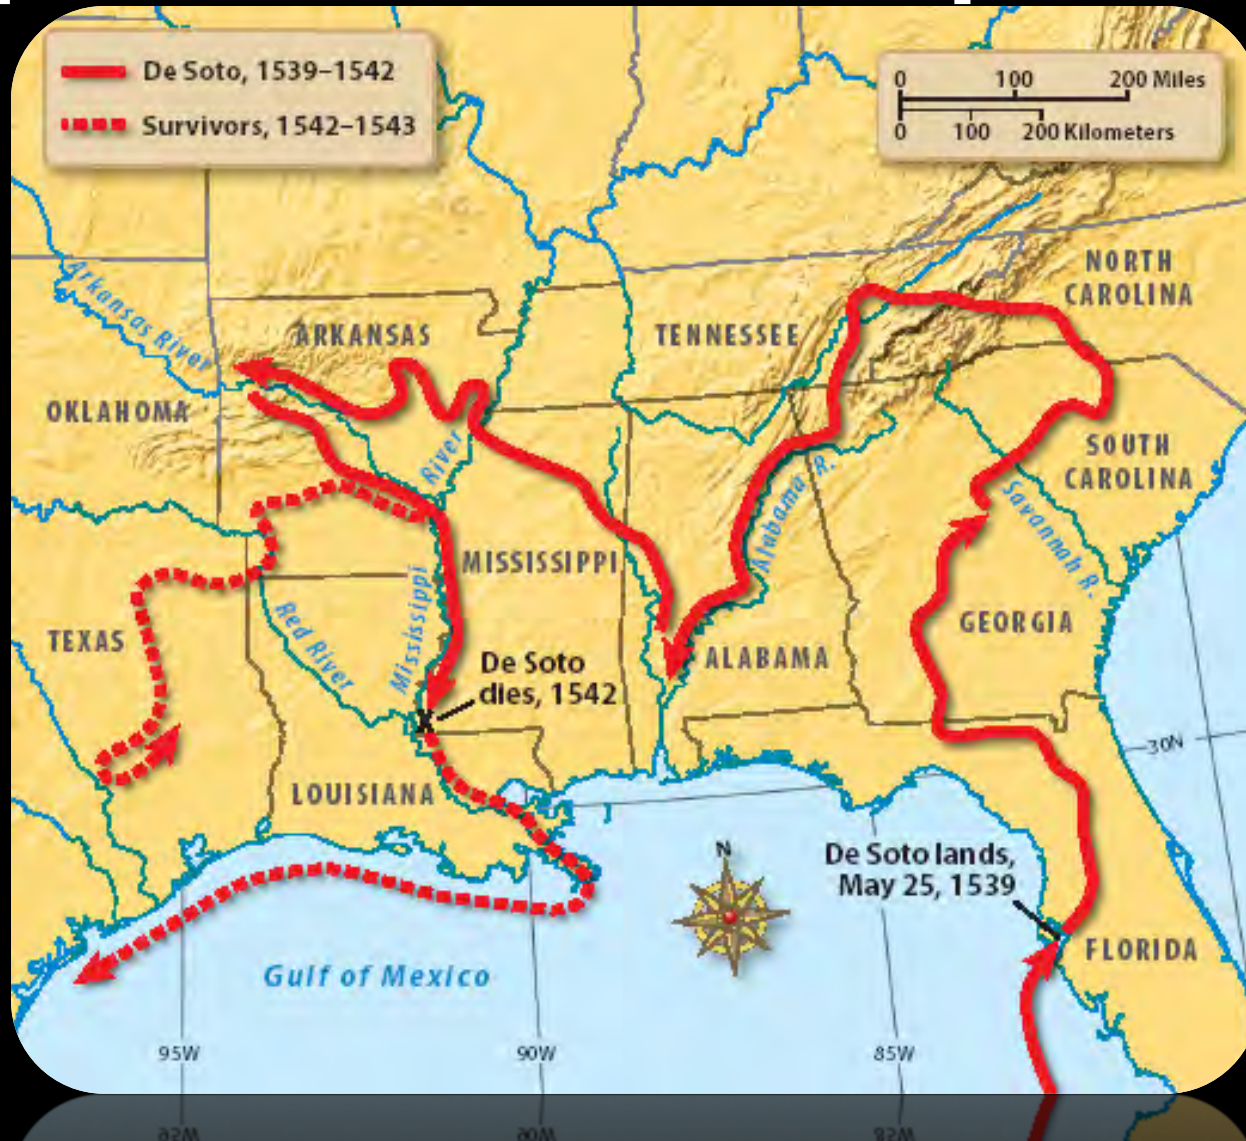 De Soto, 1539–1542
Survivors, 1542–1543
0 100 200 Miles
0 100 200 Kilometers
NORTH
CAROLINA
Arkansas River
ARKANSAS
TENNESSEE
OKLAHOMA
River
SOUTH
CAROLINA
Alabama R.
Savannah R.
MISSISSIPPI
Mississippi
Red River
GEORGIA
TEXAS
De Soto
dies, 1542
ALABAMA
30N
LOUISIANA
N
De Soto lands,
May 25, 1539
FLORIDA
Gulf of Mexico
95W
90W
85W